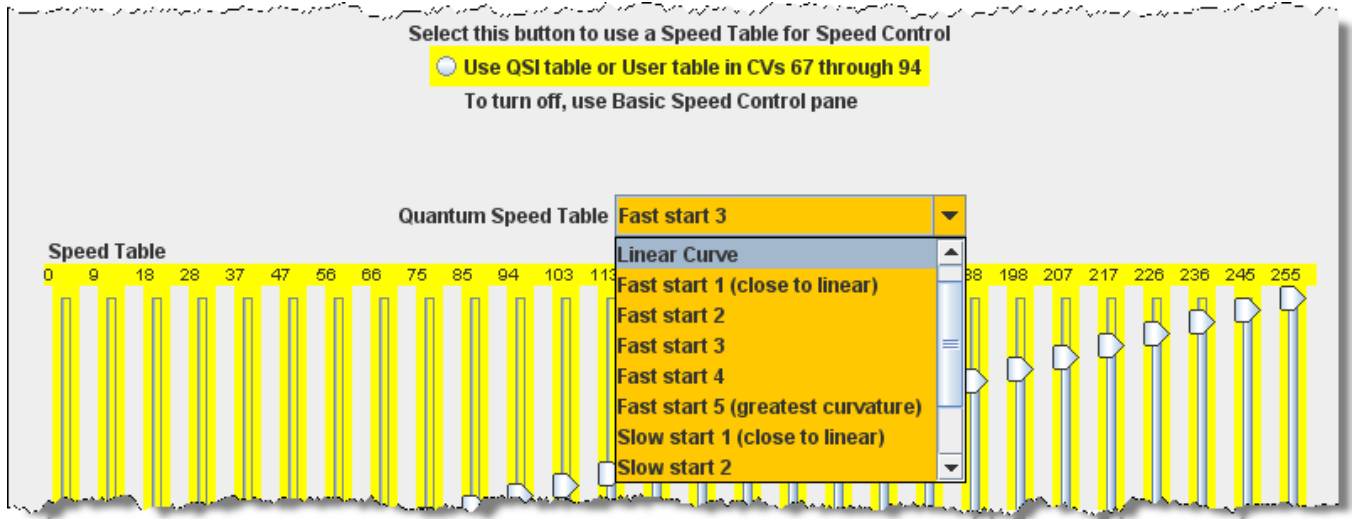 Select this button to use a Speed Table for Speed Control
Use QSI table or User table in CVs 67 through 94
To turn off, use Basic Speed Control pane
Quantum Speed Table Fast start 3
Speed Table
Linear Curve
0 9 18 28 37 47 56 66 75 85 94 103 198 207 217 226 236 245 255
Fast start 1 (close to linear)
Fast start 2
Fast start 3
Fast start 4
Fast start 5 (greatest curvature)
Slow start 1 (close to linear)
Slow start 2